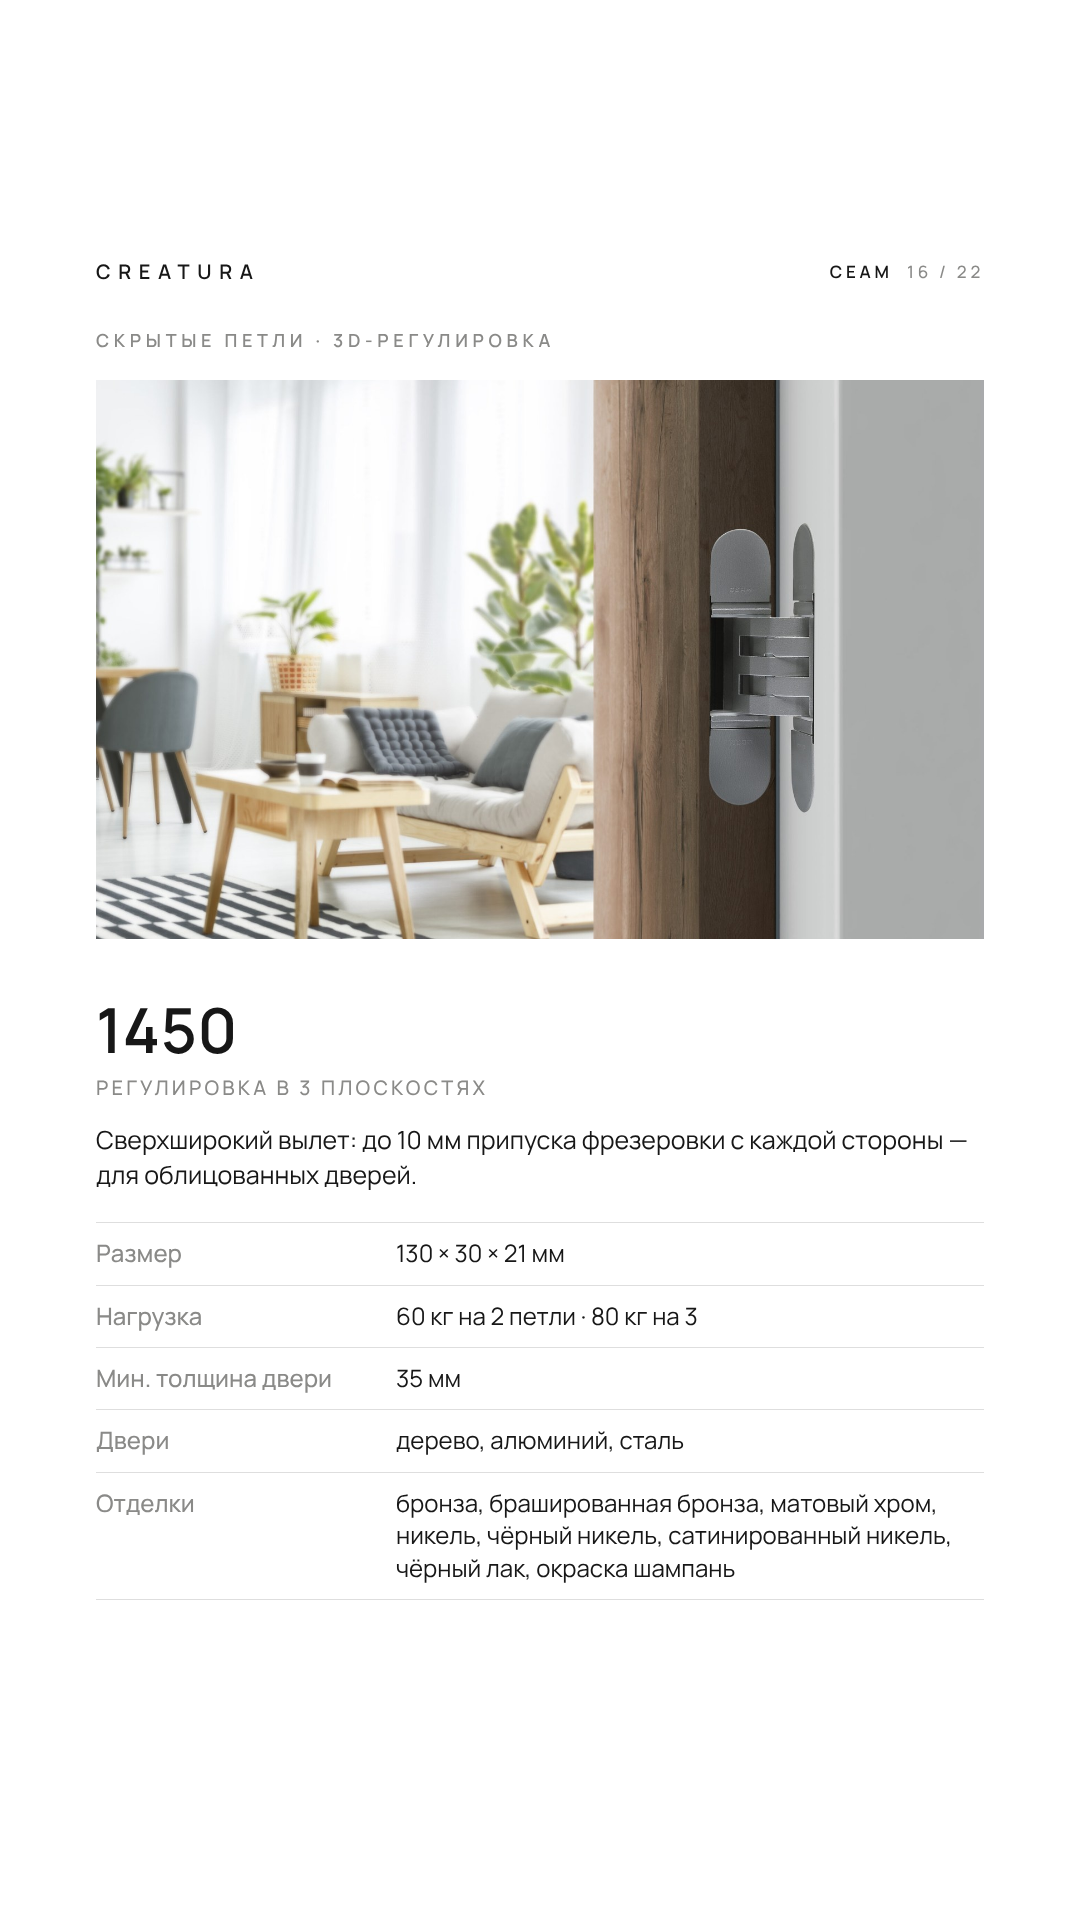 CREATURA
CEAM 16 / 22
СКРЫТЫЕ ПЕТЛИ · 3D-РЕГУЛИРОВКА
1450
РЕГУЛИРОВКА В 3 ПЛОСКОСТЯХ
Сверхширокий вылет: до 10 мм припуска фрезеровки с каждой стороны —
для облицованных дверей.
Размер 130 × 30 × 21 мм
Нагрузка 60 кг на 2 петли · 80 кг на 3
Мин. толщина двери 35 мм
Двери дерево, алюминий, сталь
Отделки бронза, брашированная бронза, матовый хром,
никель, чёрный никель, сатинированный никель,
чёрный лак, окраска шампань